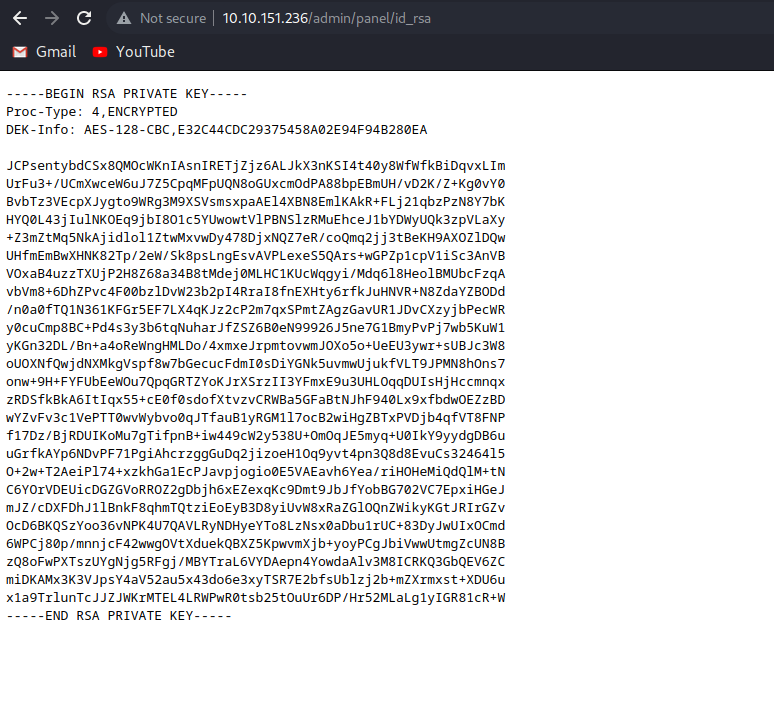 Not secure
10.10.151.236/admin/panel/id_rsa
Gmail
YouTube
-----BEGIN RSA PRIVATE KEY-----
Proc-Type: 4,ENCRYPTED
DEK-Info: AES-128-CBC,E32C44CDC29375458A02E94F94B280EA
JCPsentybdCSx8QMOcWKnIAsnIRETjZjz6ALJkX3nKSI4t40y8WfWfkBiDqvxLIm
UrFu3+/UCmXwceW6uJ7Z5CpqMFpUQN8oGUxcmOdPA88bpEBmUH/vD2K/Z+Kg0vY0
BvbTz3VEcpXJygto9WRg3M9XSVsmsxpaAEl4XBN8EmlKAkR+FLj21qbzPzN8Y7bK
HYQ0L43jIulNKOEq9jbI8O1c5YUwowtVlPBNSlzRMuEhceJ1bYDWyUQk3zpVLaXy
+Z3mZtMq5NkAjidlol1ZtwMxvwDy478DjxNQZ7eR/coQmq2jj3tBeKH9AXOZlDQw
UHfmEmBwXHNK82Tp/2eW/Sk8psLngEsvAVPLexeS5QArs+wGPZp1cpV1iSc3AnVB
VOxaB4uzzTXUjP2H8Z68a34B8tMdej0MLHC1KUcWqgyi/Mdq6l8HeolBMUbcFzqA
vbVm8+6DhZPvc4F00bzlDvW23b2pI4RraI8fnEXHty6rfkJuHNVR+N8ZdaYZBODd
/n0a0fTQ1N361KFGr5EF7LX4qKJz2cP2m7qxSPmtZAgzGavUR1JDvCXzyjbPecWR
y0cuCmp8BC+Pd4s3y3b6tqNuharJfZSZ6B0eN99926J5ne7G1BmyPvPj7wb5KuW1
yKGn32DL/Bn+a4oReWngHMLDo/4xmxeJrpmtovwmJOXo5o+UeEU3ywr+sUBJc3W8
oUOXNfQwjdNXMkgVspf8w7bGecucFdmI0sDiYGNk5uvmwUjukfVLT9JPMN8hOns7
onw+9H+FYFUbEeWOu7QpqGRTZYoKJrXSrzII3YFmxE9u3UHLOqqDUIsHjHccmnqx
zRDSfkBkA6ItIqx55+cE0f0sdofXtvzvCRWBa5GFaBtNJhF940Lx9xfbdwOEZzBD
wYZvFv3c1VePTT0wvWybvo0qJTfauB1yRGM1l7ocB2wiHgZBTxPVDjb4qfVT8FNP
f17Dz/BjRDUIKoMu7gTifpnB+iw449cW2y538U+OmOqJE5myq+U0IkY9yydgDB6u
uGrfkAYp6NDvPF71PgiAhcrzggGuDq2jizoeH1Oq9yvt4pn3Q8d8EvuCs32464l5
O+2w+T2AeiPl74+xzkhGa1EcPJavpjogio0E5VAEavh6Yea/riHOHeMiQdQlM+tN
C6YOrVDEUicDGZGVoRROZ2gDbjh6xEZexqKc9Dmt9JbJfYobBG702VC7EpxiHGeJ
mJZ/cDXFDhJ1lBnkF8qhmTQtziEoEyB3D8yiUvW8xRaZGlOQnZWikyKGtJRIrGZv
OcD6BKQSzYoo36vNPK4U7QAVLRyNDHyeYTo8LzNsx0aDbu1rUC+83DyJwUIxOCmd
6WPCj80p/mnnjcF42wwgOVtXduekQBXZ5KpwvmXjb+yoyPCgJbiVwwUtmgZcUN8B
zQ8oFwPXTszUYgNjg5RFgj/MBYTraL6VYDAepn4YowdaAlv3M8ICRKQ3GbQEV6ZC
miDKAMx3K3VJpsY4aV52au5x43do6e3xyTSR7E2bfsUblzj2b+mZXrmxst+XDU6u
x1a9TrlunTcJJZJWKrMTEL4LRWPwR0tsb25tOuUr6DP/Hr52MLaLg1yIGR81cR+W
-----END RSA PRIVATE KEY-----